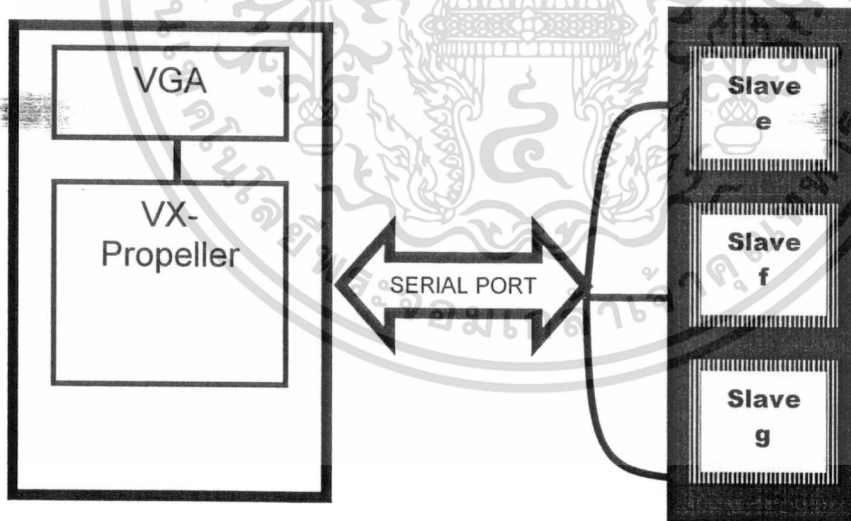 VGA
VX-
Propeller
SERIAL PORT
Slave
e
Slave
f
Slave
g